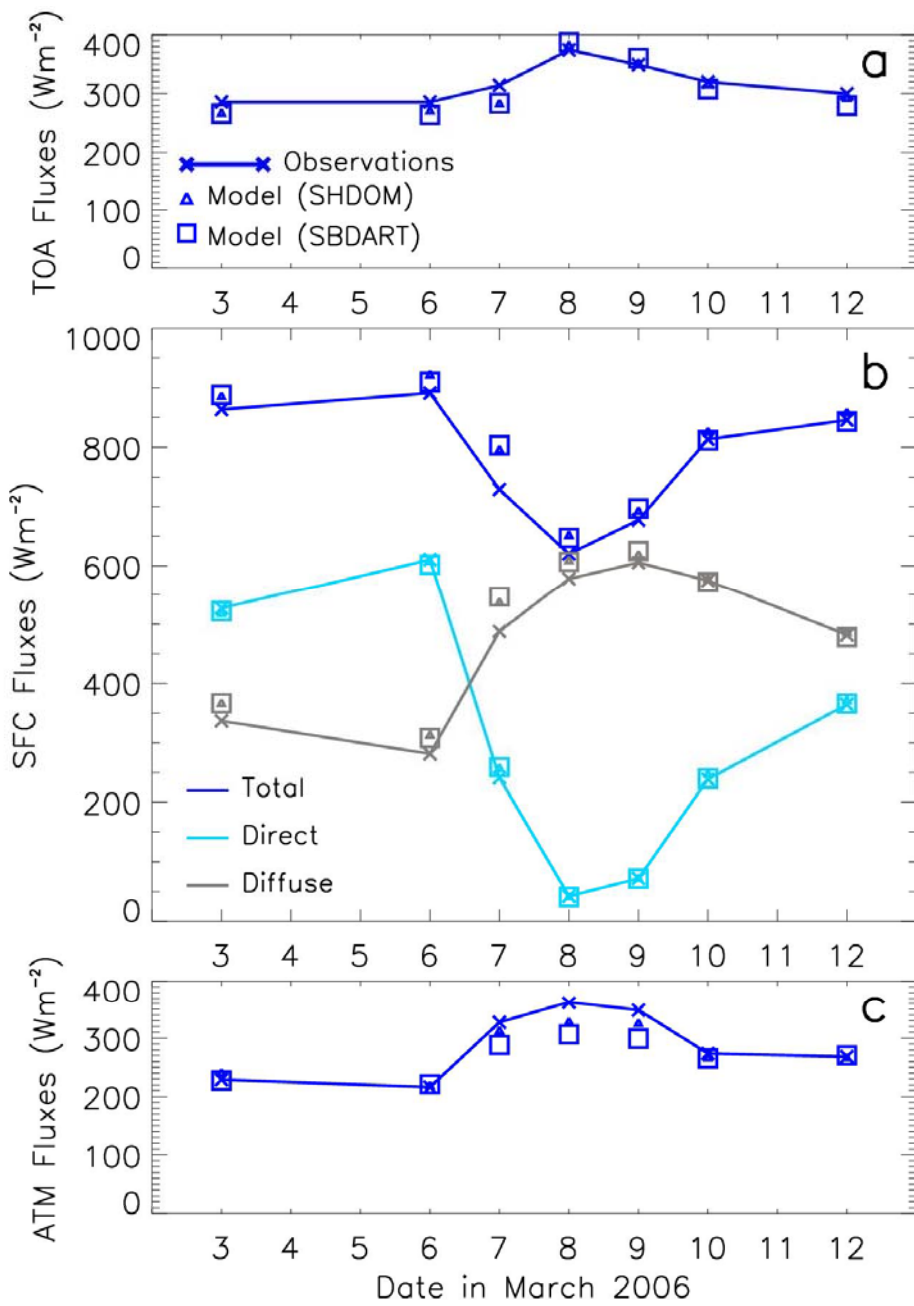 400
300
200
100
0
TOA Fluxes (Wm⁻²)
a
Observations
Model (SHDOM)
Model (SBDART)
3 4 5 6 7 8 9 10 11 12
1000
800
600
400
200
0
SFC Fluxes (Wm⁻²)
b
Total
Direct
Diffuse
3 4 5 6 7 8 9 10 11 12
400
300
200
100
0
ATM Fluxes (Wm⁻²)
c
3 4 5 6 7 8 9 10 11 12
Date in March 2006